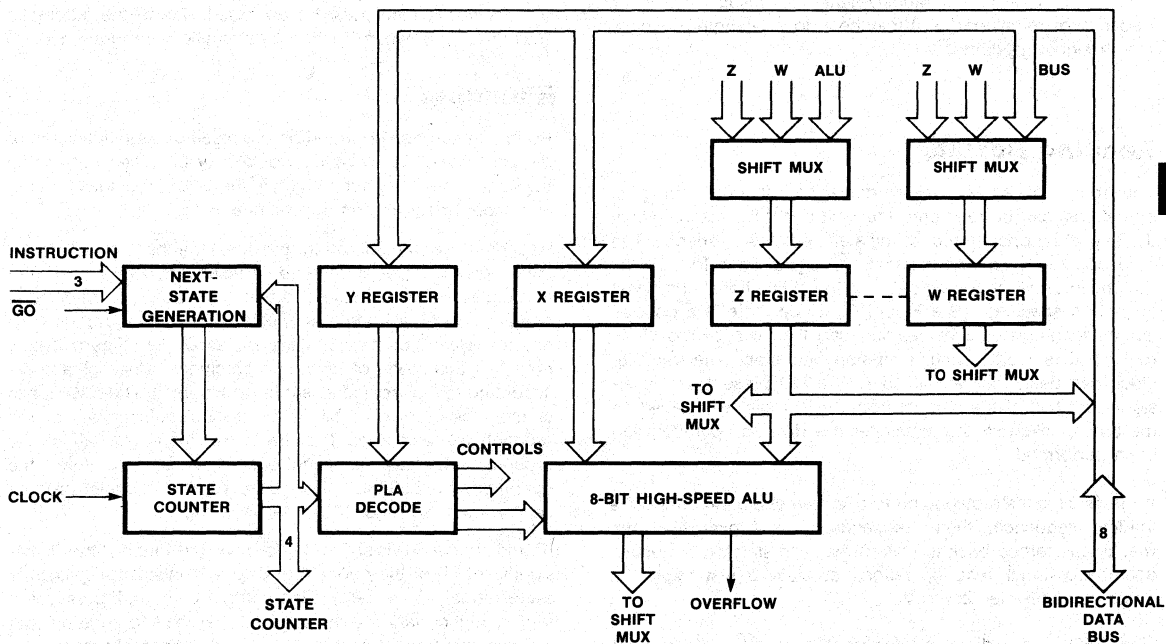 Z W ALU Z W BUS
SHIFT MUX SHIFT MUX
INSTRUCTION
3
GO
NEXT-
STATE
GENERATION
Y REGISTER X REGISTER Z REGISTER W REGISTER
TO SHIFT MUX
TO
SHIFT
MUX
CONTROLS
CLOCK
STATE
COUNTER
PLA
DECODE
8-BIT HIGH-SPEED ALU
4
8
STATE
COUNTER
TO
SHIFT
MUX
OVERFLOW
BIDIRECTIONAL
DATA
BUS